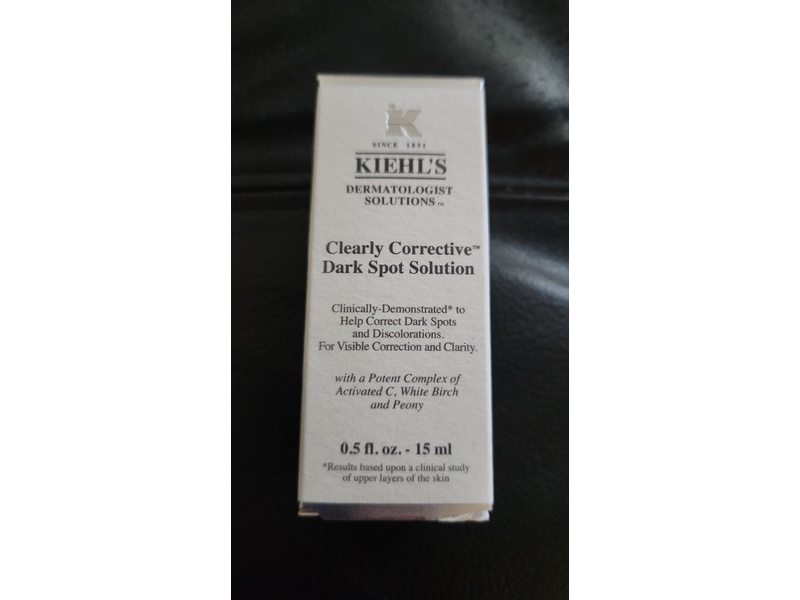 K
SINCE 1851
KIEHL'S
DERMATOLOGIST
SOLUTIONS™
Clearly Corrective™
Dark Spot Solution
Clinically-Demonstrated* to
Help Correct Dark Spots
and Discolorations.
For Visible Correction and Clarity.
with a Potent Complex of
Activated C, White Birch
and Peony
0.5 fl. oz. - 15 ml
*Results based upon a clinical study
of upper layers of the skin